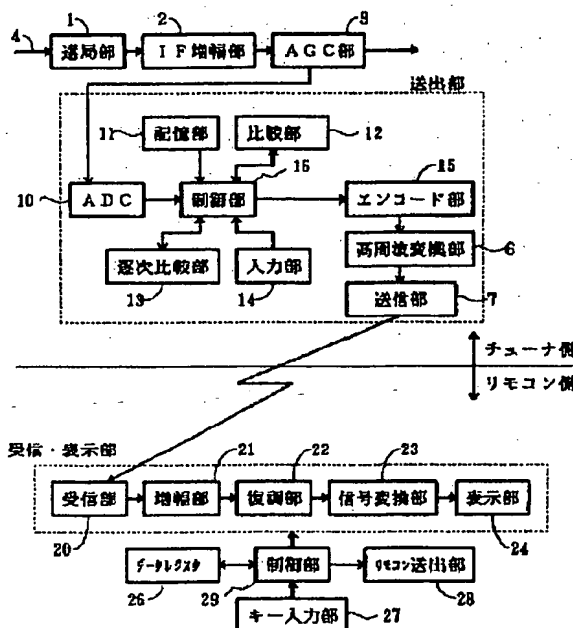 1 2 9
4 選局部 IF増幅部 AGC部
送出部
11 記憶部 比較部 12
16 15
10 ADC 制御部 エンコード部
高周波変換部 6
逐次比較部 入力部
13 14 送信部 7
チューナ側
リモコン側
受信・表示部
21 22 23
受信部 増幅部 復調部 信号変換部 表示部
20 24
データレクスタ 制御部 リモコン送出部
26 29 28
キー入力部 27